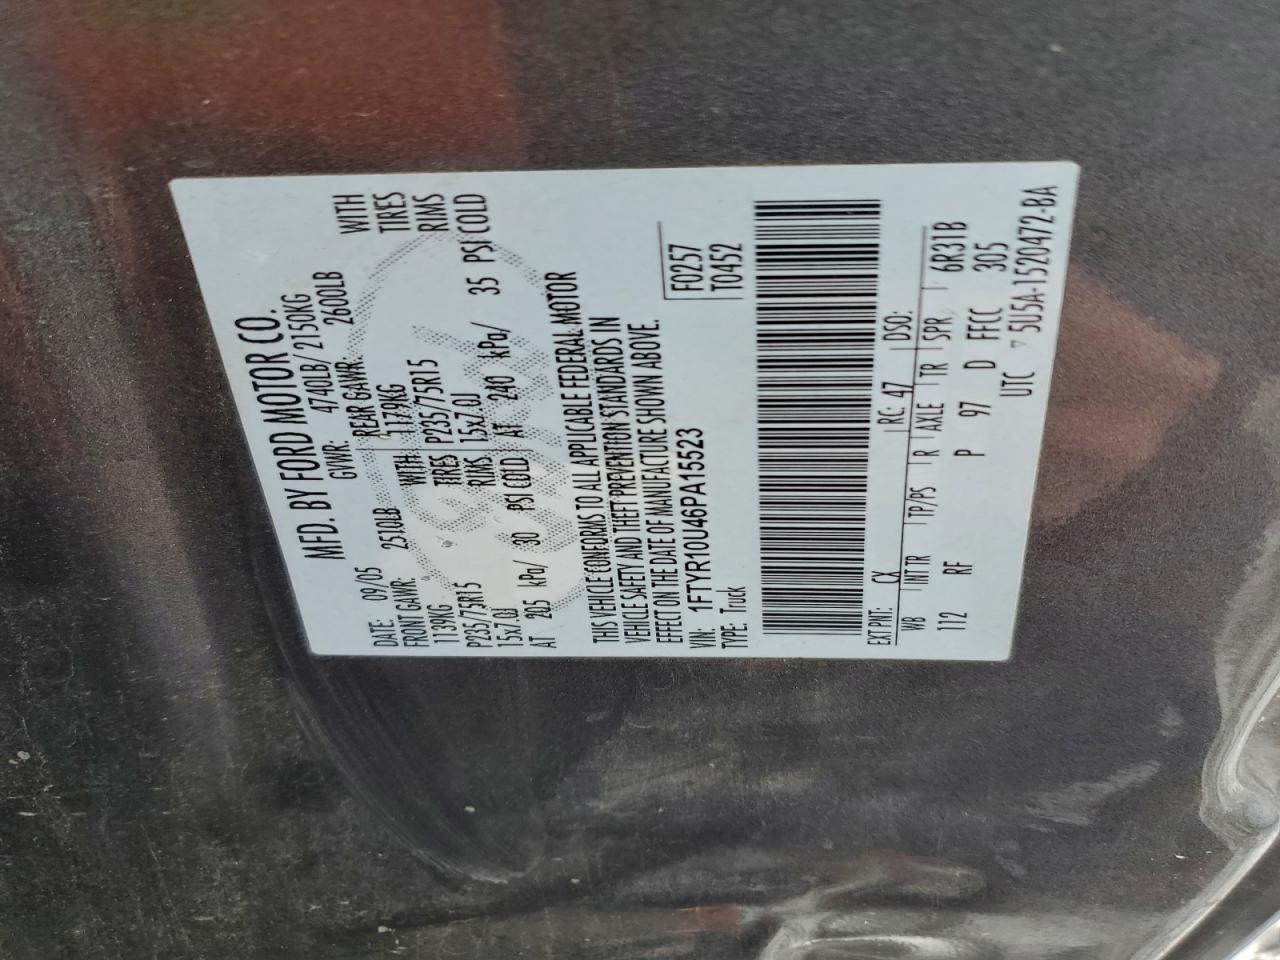 MFD. BY FORD MOTOR CO.
DATE: 09/05 GVWR: 4740LB/ 2150KG
FRONT GAWR: 2510LB REAR GAWR: 2600LB
1139KG WITH 1179KG WITH
P235/75R15 TIRES P235/75R15 TIRES
15x7.0J RIMS 15x7.0J RIMS
AT 205 kPa/ 30 PSI COLD AT 240 kPa/ 35 PSI COLD
THIS VEHICLE CONFORMS TO ALL APPLICABLE FEDERAL MOTOR
VEHICLE SAFETY AND THEFT PREVENTION STANDARDS IN
EFFECT ON THE DATE OF MANUFACTURE SHOWN ABOVE.
VIN: 1FTYR10U46PA15523 F0257
TYPE: Truck T0452
EXT PNT: CX RC: 47 DSO:
WB INT TR TP/PS R AXLE TR SPR 6R31B
112 RF P 97 D FFCC 305
UTC ▽ 5U5A-1520472-BA